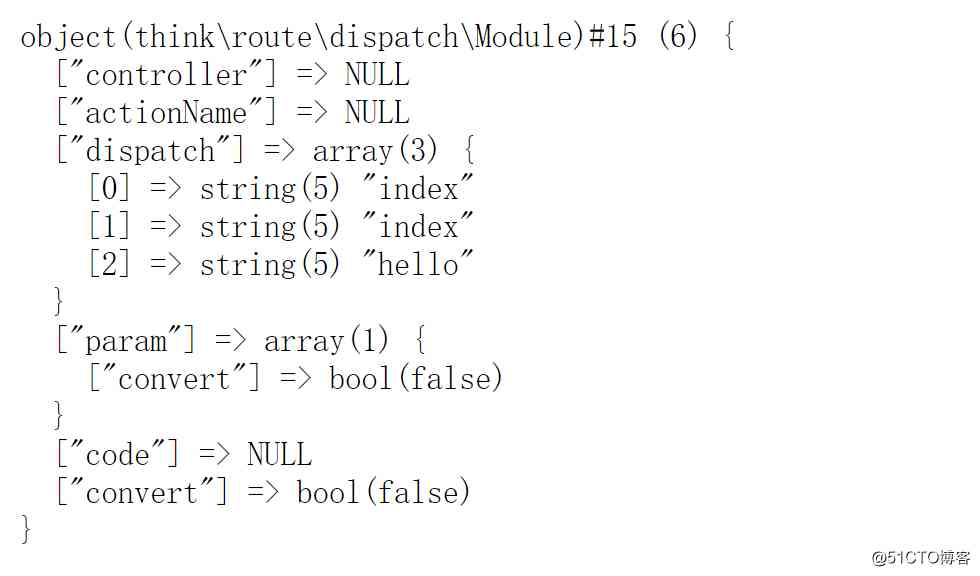 object(think\route\dispatch\Module)#15 (6) {
  ["controller"] => NULL
  ["actionName"] => NULL
  ["dispatch"] => array(3) {
    [0] => string(5) "index"
    [1] => string(5) "index"
    [2] => string(5) "hello"
  }
  ["param"] => array(1) {
    ["convert"] => bool(false)
  }
  ["code"] => NULL
  ["convert"] => bool(false)
}
@51CTO博客